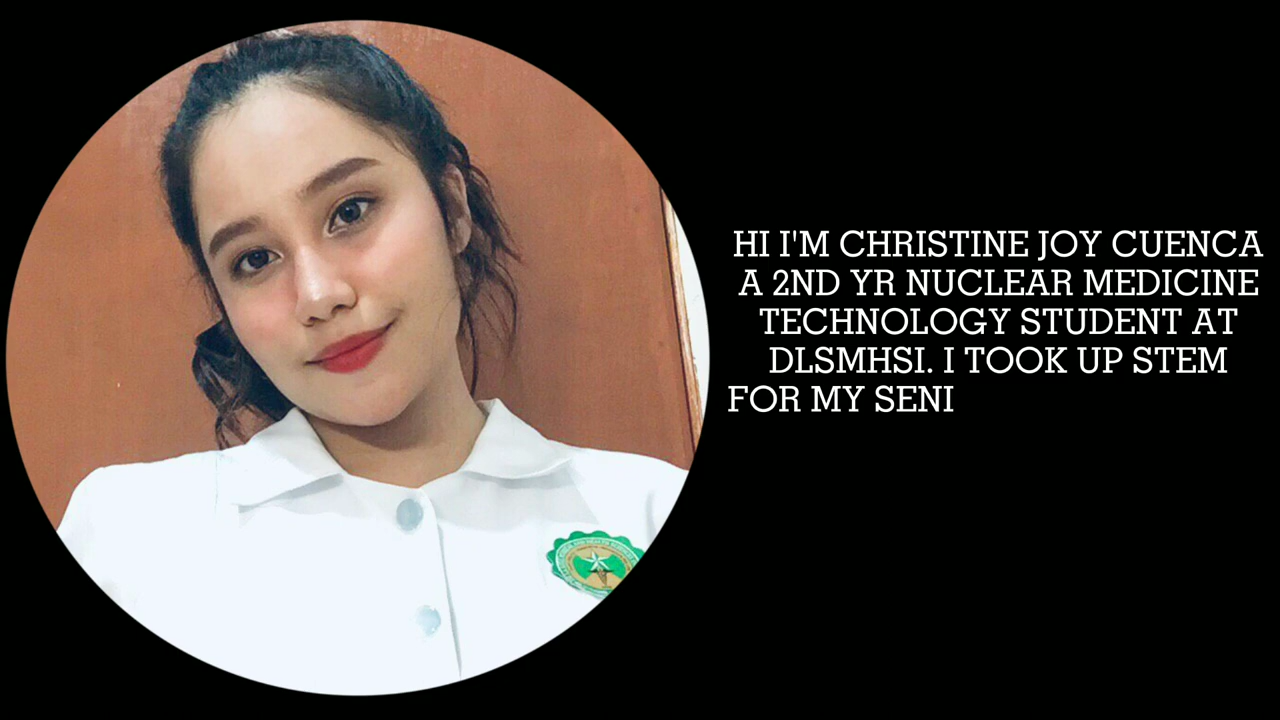 HI I'M CHRISTINE JOY CUENCA
A 2ND YR NUCLEAR MEDICINE
TECHNOLOGY STUDENT AT
DLSMHSI. I TOOK UP STEM
FOR MY SENI